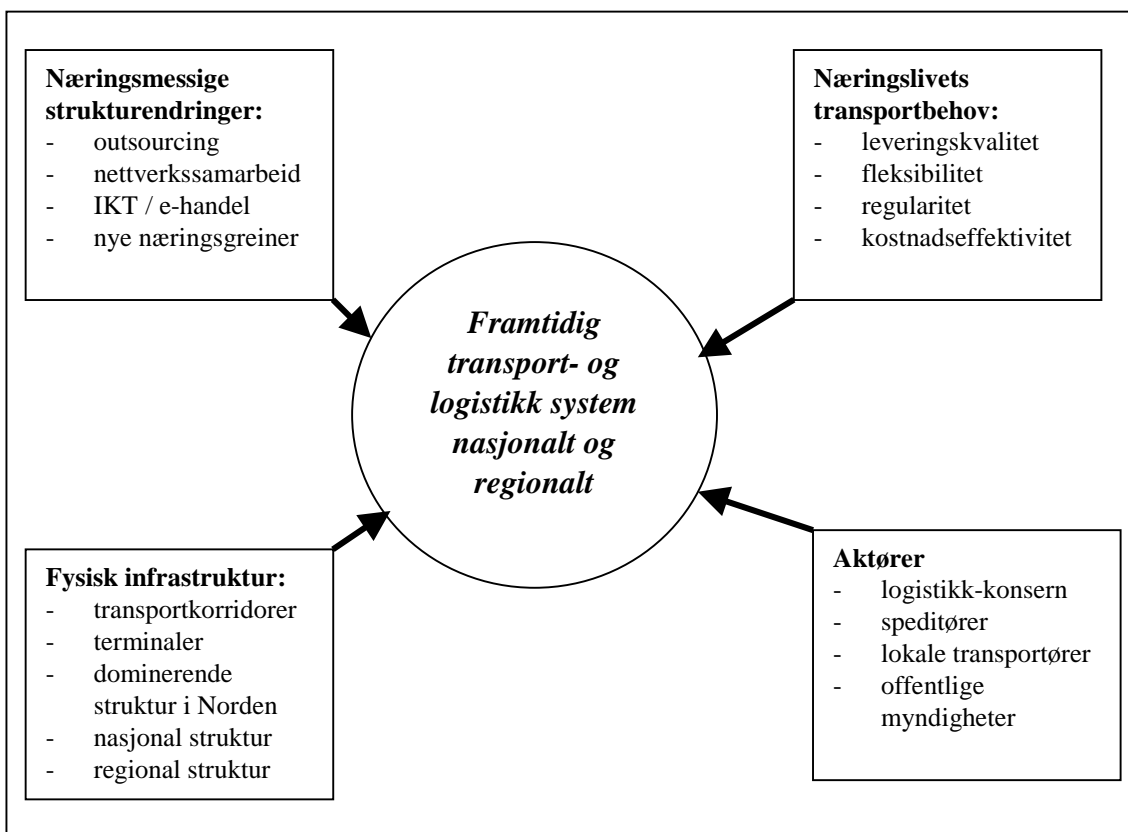 Næringsmessige
strukturendringer:
- outsourcing
- nettverkssamarbeid
- IKT / e-handel
- nye næringsgreiner
Næringslivets
transportbehov:
- leveringskvalitet
- fleksibilitet
- regularitet
- kostnadseffektivitet
Framtidig
transport- og
logistikk system
nasjonalt og
regionalt
Fysisk infrastruktur:
- transportkorridorer
- terminaler
- dominerende
struktur i Norden
- nasjonal struktur
- regional struktur
Aktører
- logistikk-konsern
- speditører
- lokale transportører
- offentlige
myndigheter